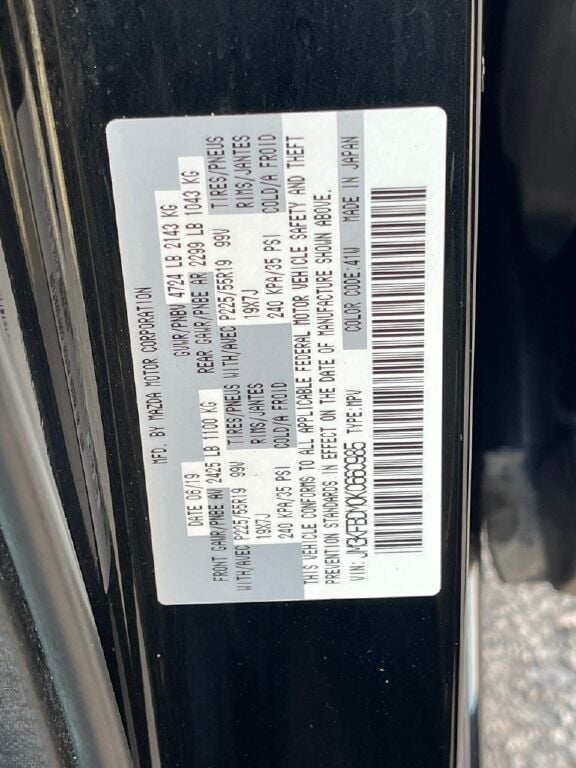 MFD. BY MAZDA MOTOR CORPORATION
DATE 06/19 GVWR/PNBV 4724 LB 2143 KG
FRONT GAWR/PNBE AV 2425 LB 1100 KG REAR GAWR/PNBE AR 2299 LB 1043 KG
WITH/AVEC P225/55R19 99V TIRES/PNEUS WITH/AVEC P225/55R19 99V TIRES/PNEUS
19X7J RIMS/JANTES 19X7J RIMS/JANTES
240 KPA/35 PSI COLD/A FROID 240 KPA/35 PSI COLD/A FROID
THIS VEHICLE CONFORMS TO ALL APPLICABLE FEDERAL MOTOR VEHICLE SAFETY AND THEFT
PREVENTION STANDARDS IN EFFECT ON THE DATE OF MANUFACTURE SHOWN ABOVE.
VIN: JM3KFBDM0K0660985 TYPE:MPV COLOR CODE:41W MADE IN JAPAN